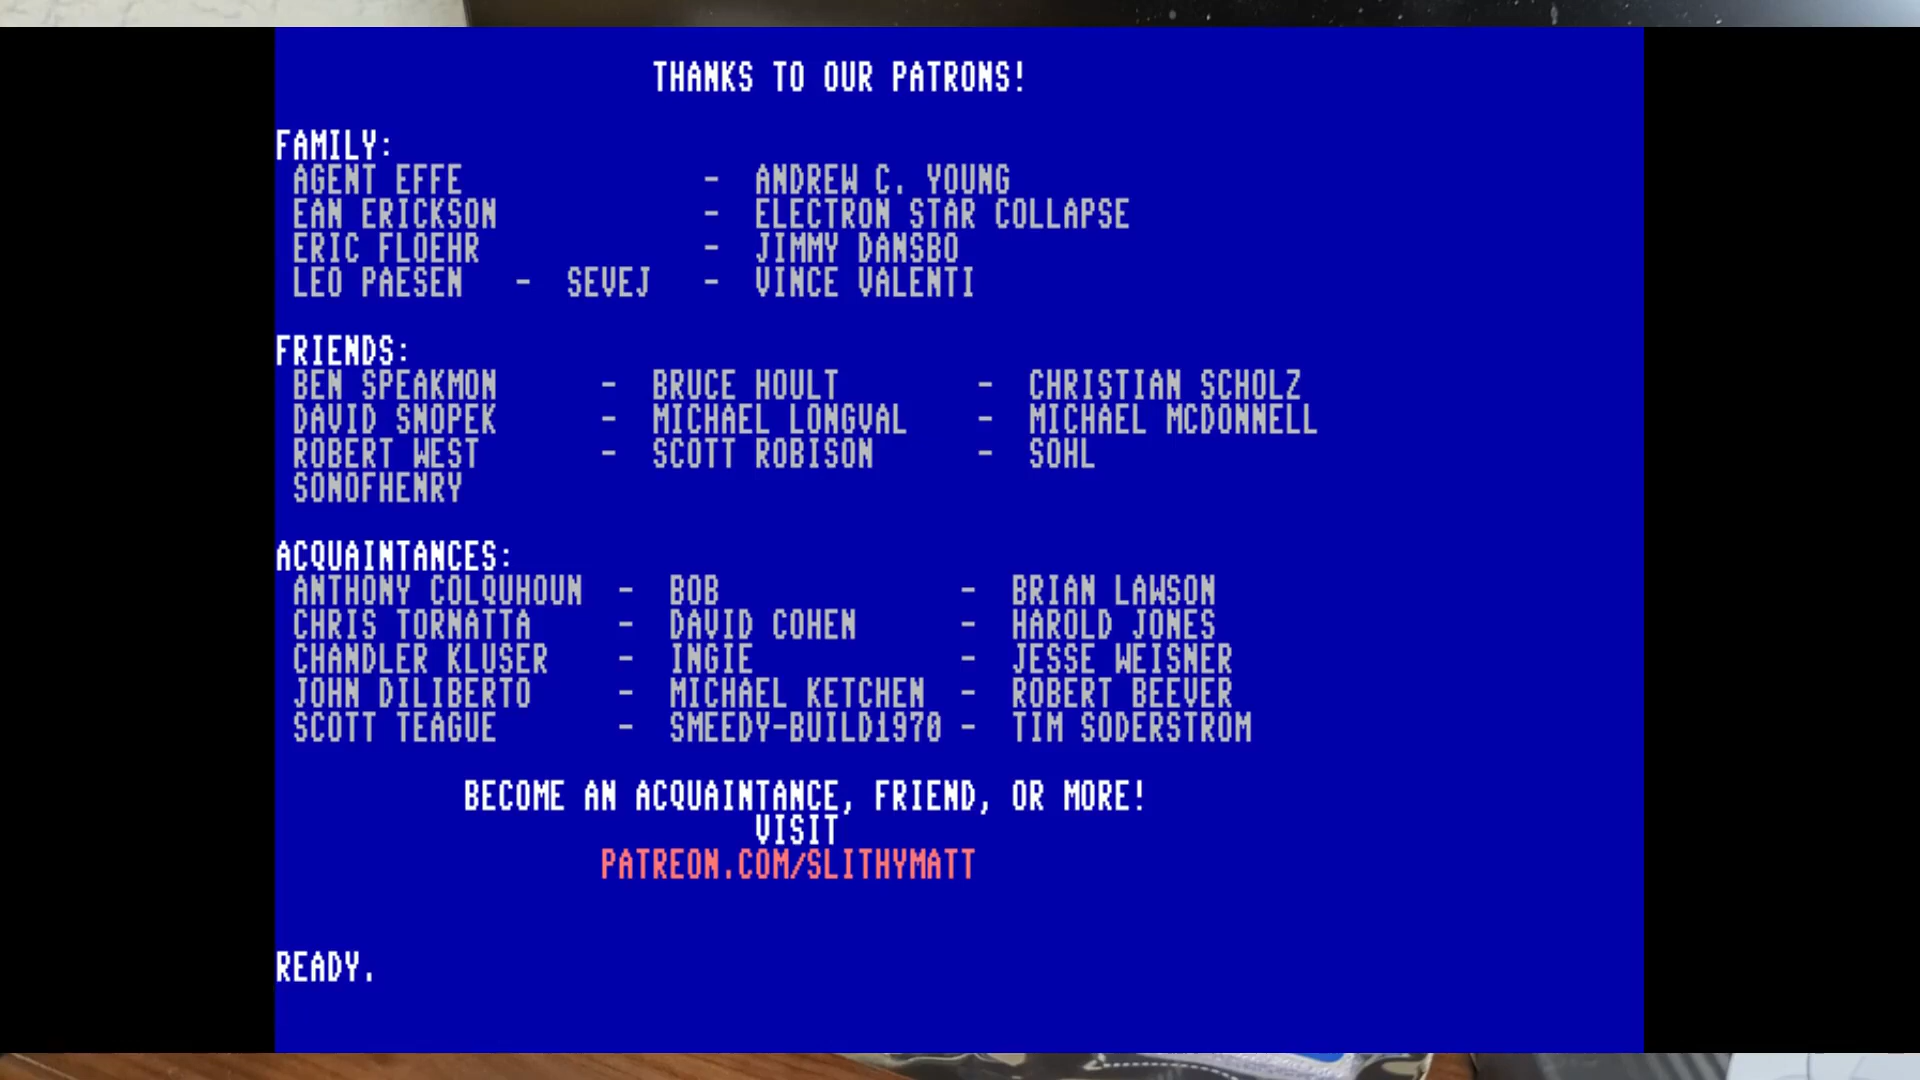 THANKS TO OUR PATRONS!
FAMILY:
AGENT EFFE - ANDREW C. YOUNG
EAN ERICKSON - ELECTRON STAR COLLAPSE
ERIC FLOEHR - JIMMY DANSBO
LEO PAESEN - SEVEJ - VINCE VALENTI
FRIENDS:
BEN SPEAKMON - BRUCE HOULT - CHRISTIAN SCHOLZ
DAVID SNOPEK - MICHAEL LONGVAL - MICHAEL MCDONNELL
ROBERT WEST - SCOTT ROBISON - SOHL
SONOFHENRY
ACQUAINTANCES:
ANTHONY COLQUHOUN - BOB - BRIAN LAWSON
CHRIS TORNATTA - DAVID COHEN - HAROLD JONES
CHANDLER KLUSER - INGIE - JESSE WEISNER
JOHN DILIBERTO - MICHAEL KETCHEN - ROBERT BEEVER
SCOTT TEAGUE - SMEEDY-BUILD1970 - TIM SODERSTROM
BECOME AN ACQUAINTANCE, FRIEND, OR MORE!
VISIT
PATREON.COM/SLITHYMATT
READY.